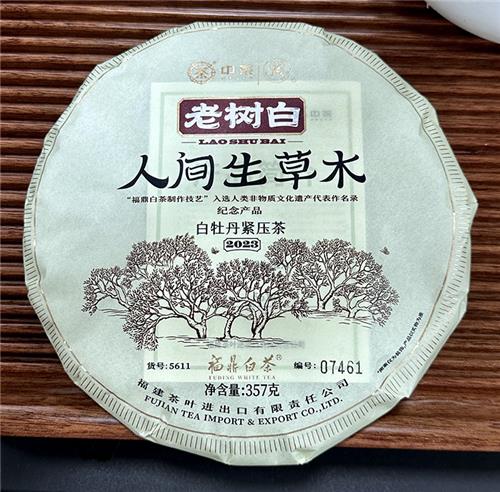 中茶
老树白
LAO SHU BAI
人间生草木
"福鼎白茶制作技艺"入选人类非物质文化遗产代表作名录
纪念产品
白牡丹紧压茶
2023
货号:5611
福鼎白茶®
FUDING WHITE TEA
编号:07461
净含量:357克
福建茶叶进出口有限责任公司
FUJIAN TEA IMPORT & EXPORT CO.,LTD.